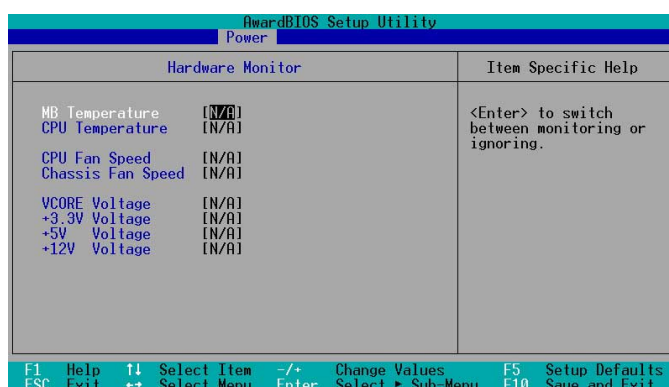 AwardBIOS Setup Utility
Power
Hardware Monitor
Item Specific Help
MB Temperature [N/A]
CPU Temperature [N/A]
CPU Fan Speed [N/A]
Chassis Fan Speed [N/A]
VCORE Voltage [N/A]
+3.3V Voltage [N/A]
+5V Voltage [N/A]
+12V Voltage [N/A]
<Enter> to switch
between monitoring or
ignoring.
F1 Help ↑↓ Select Item -/+ Change Values F5 Setup Defaults
ESC Exit ←→ Select Menu Enter Select ► Sub-Menu F10 Save and Exit